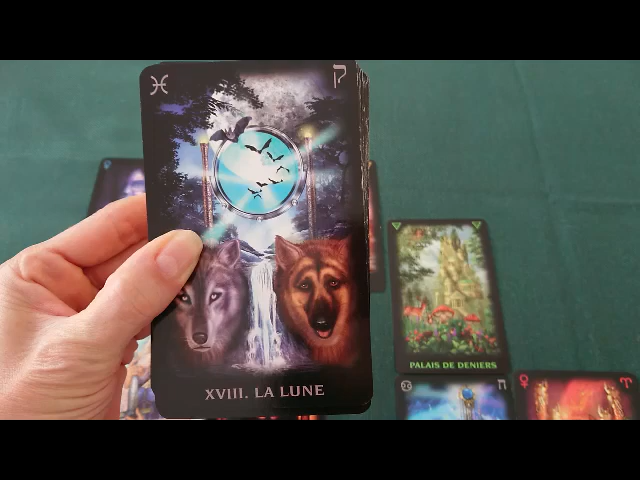 ♓ ק
XVIII. LA LUNE
PALAIS DE DENIERS
♋ ח
♀ ♈